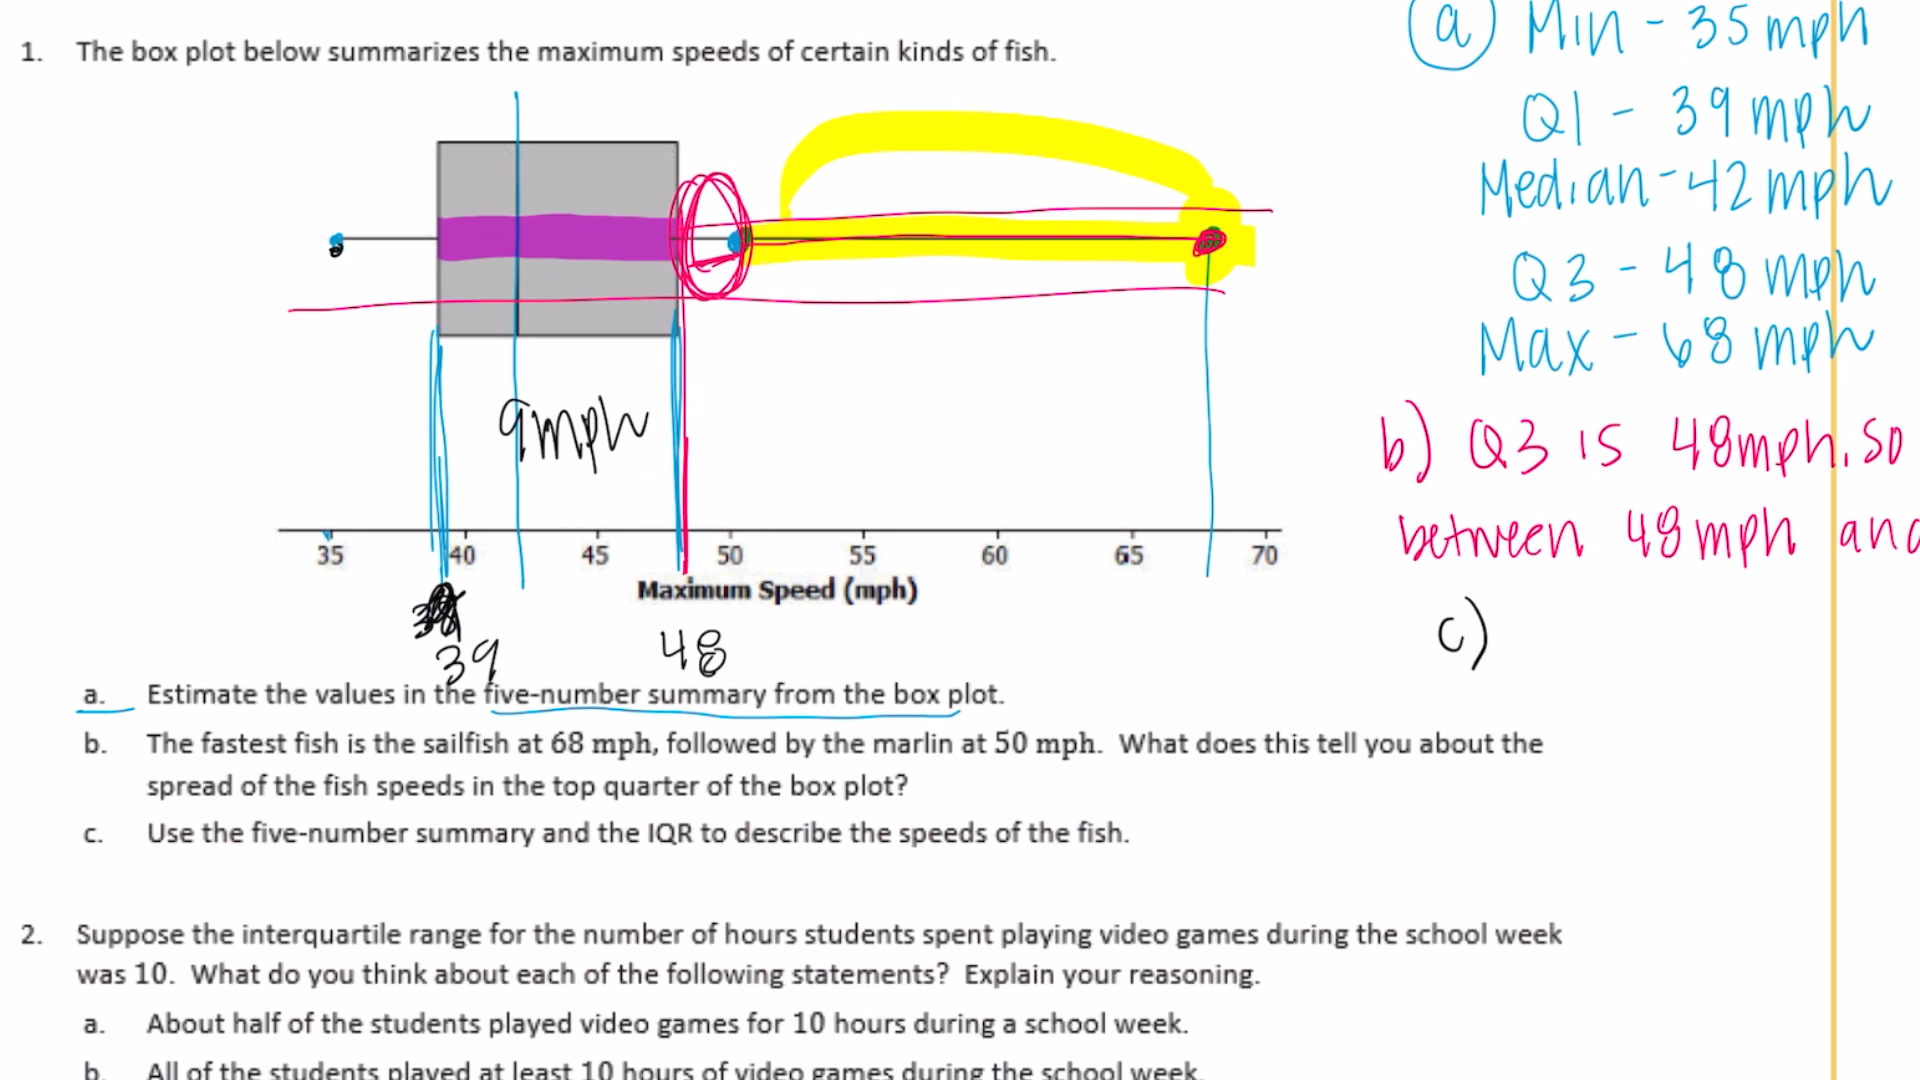 1. The box plot below summarizes the maximum speeds of certain kinds of fish.
a) Min - 35 mph
Q1 - 39 mph
Median - 42 mph
Q3 - 48 mph
Max - 68 mph
b) Q3 is 48mph. so
between 48mph and
c)
9mph
35 40 45 50 55 60 65 70
Maximum Speed (mph)
39 48
a. Estimate the values in the five-number summary from the box plot.
b. The fastest fish is the sailfish at 68 mph, followed by the marlin at 50 mph. What does this tell you about the
spread of the fish speeds in the top quarter of the box plot?
c. Use the five-number summary and the IQR to describe the speeds of the fish.
2. Suppose the interquartile range for the number of hours students spent playing video games during the school week
was 10. What do you think about each of the following statements? Explain your reasoning.
a. About half of the students played video games for 10 hours during a school week.
b. All of the students played at least 10 hours of video games during the school week.